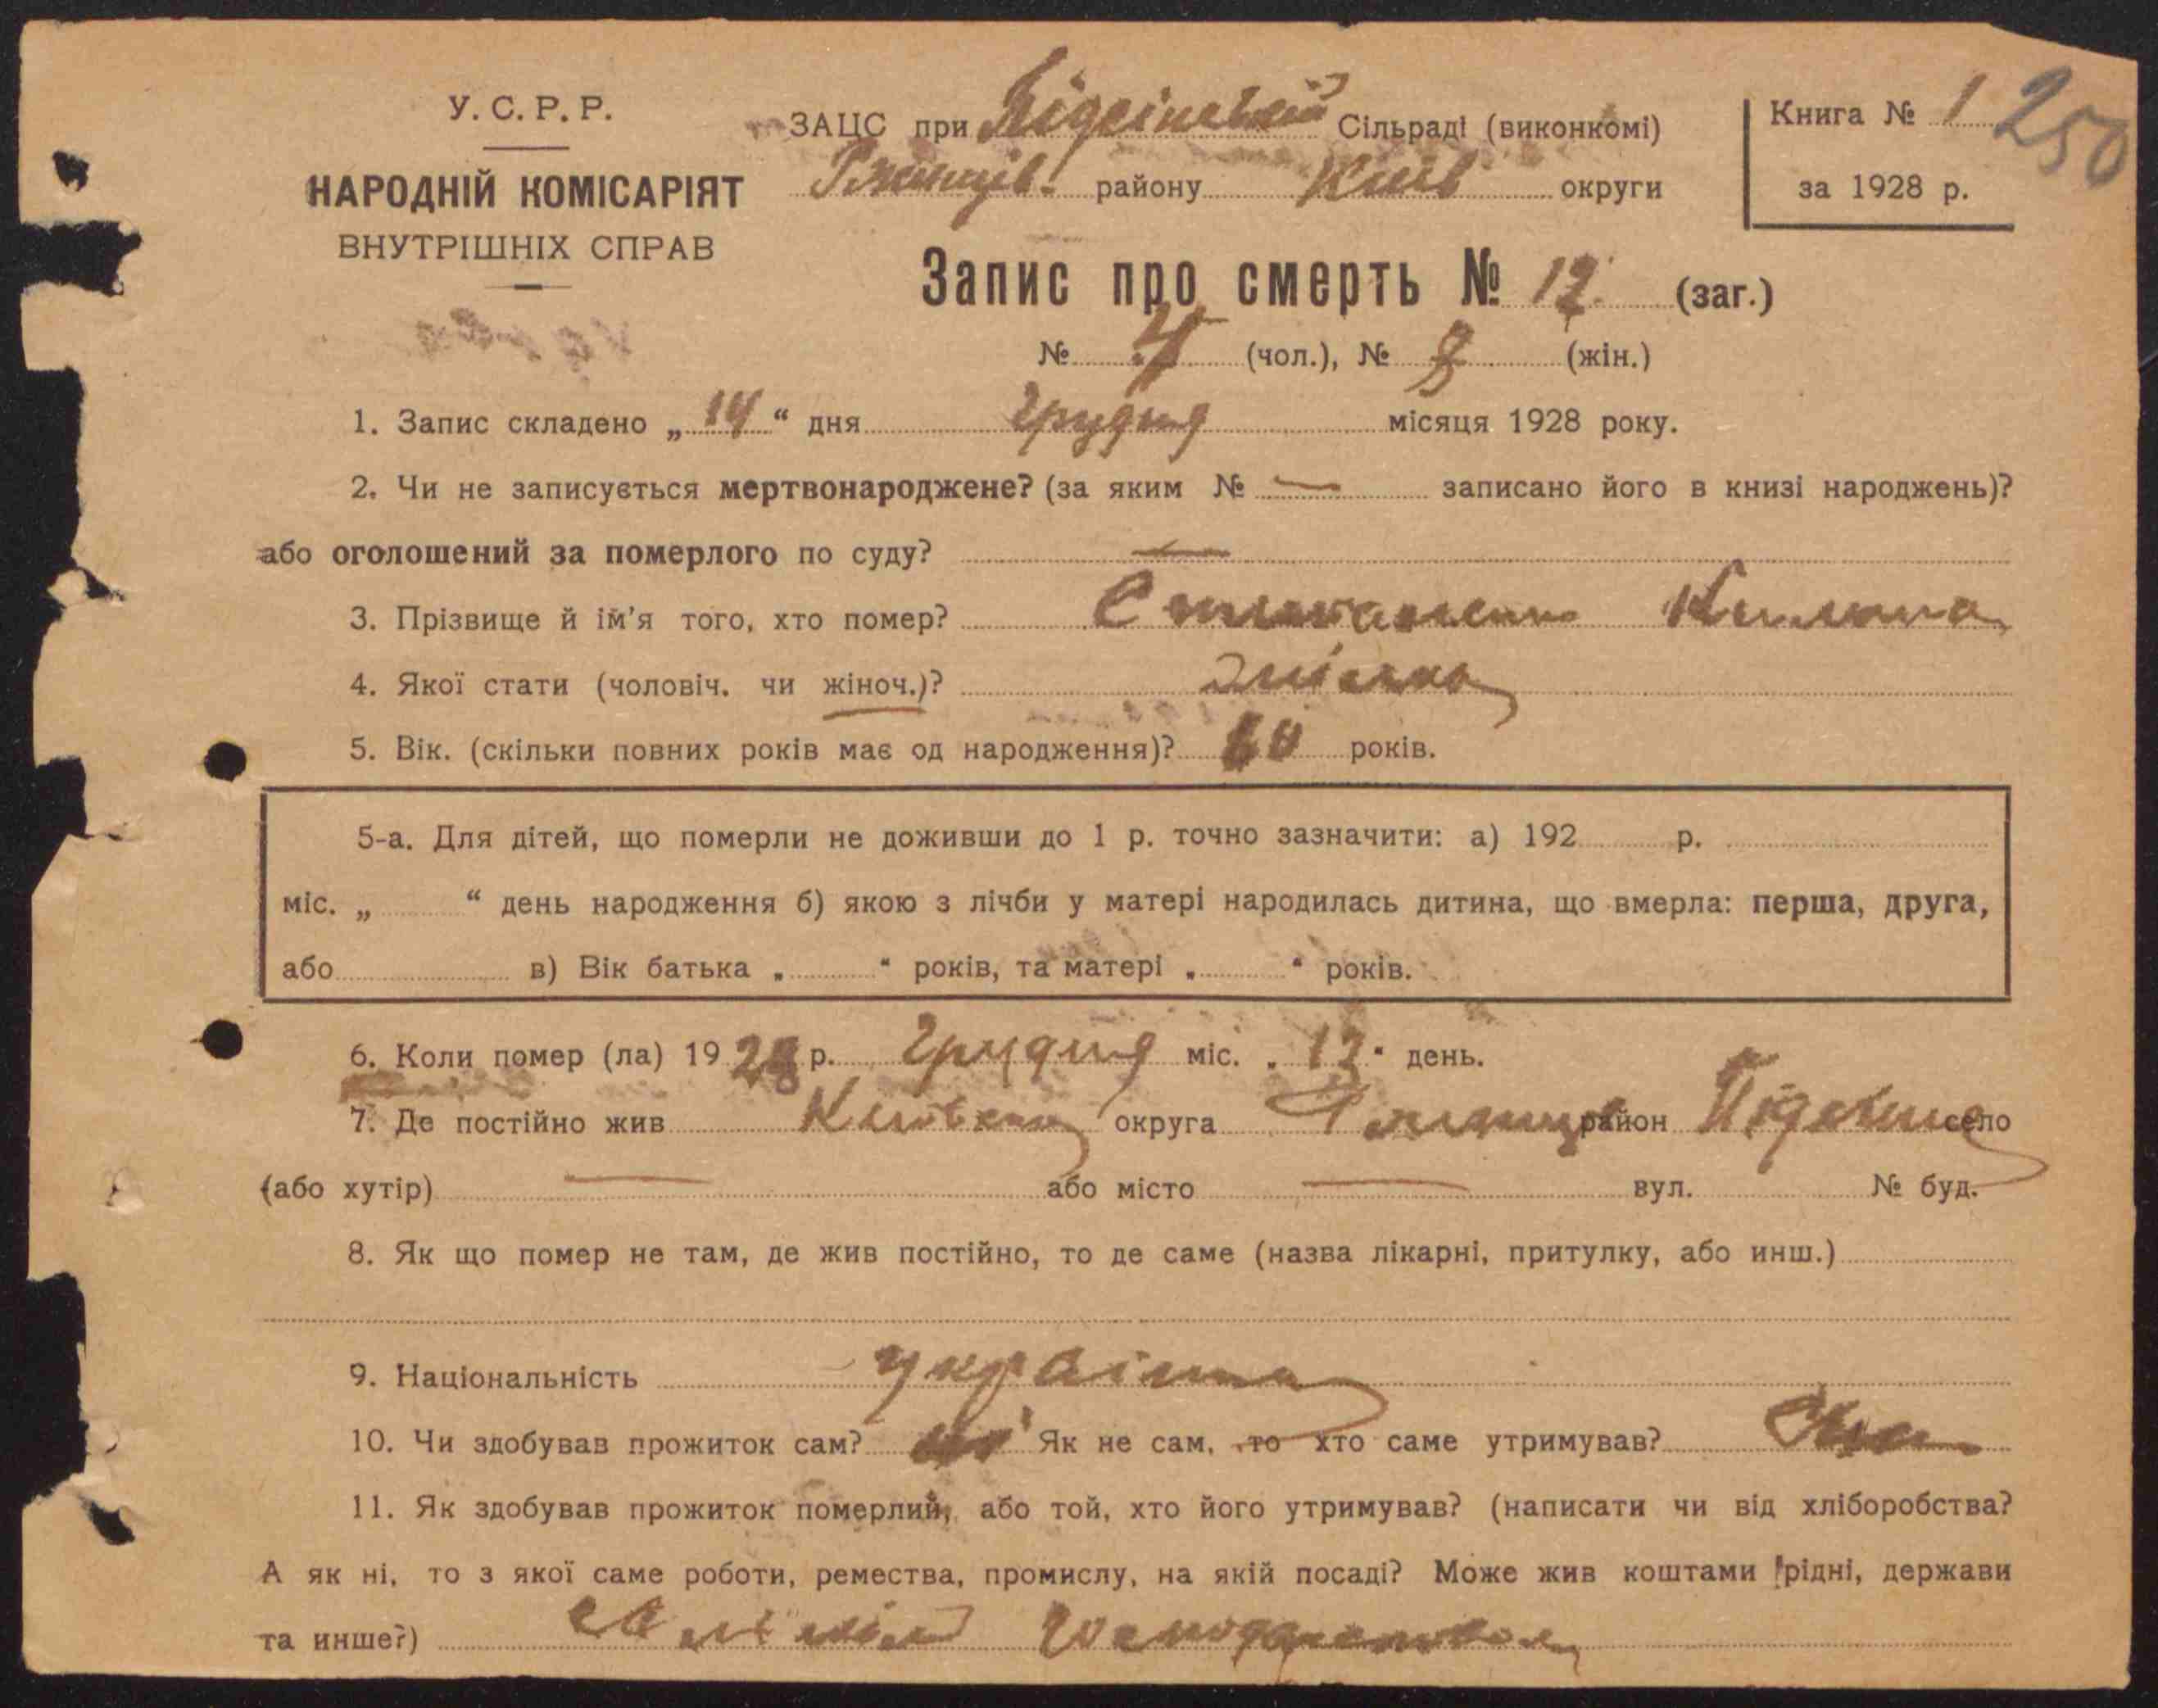 У. С. Р. Р.
НАРОДНІЙ КОМІСАРІЯТ
ВНУТРІШНІХ СПРАВ
ЗАЦС при Сільраді (виконкомі)
району Київ округи
Книга № 1 250
за 1928 р.
Запис про смерть № 12 (заг.)
№ 4 (чол.), № 8 (жін.)
1. Запис складено „ 14 “ дня Грудня місяця 1928 року.
2. Чи не записується мертвонароджене? (за яким № — записано його в книзі народжень)?
або оголошений за померлого по суду? —
3. Прізвище й ім'я того, хто помер?
4. Якої стати (чоловіч. чи жіноч.)?
5. Вік. (скільки повних років має од народження)? 60 років.
5-а. Для дітей, що померли не доживши до 1 р. точно зазначити: а) 192 р.
міс. „ “ день народження б) якою з лічби у матері народилась дитина, що вмерла: перша, друга,
або в) Вік батька „ “ років, та матері „ “ років.
6. Коли помер (ла) 1928 р. Грудня міс. „ 13 “ день.
7. Де постійно жив Київська округа район село
(або хутір) — або місто — вул. № буд.
8. Як що помер не там, де жив постійно, то де саме (назва лікарні, притулку, або инш.)
9. Національність україн
10. Чи здобував прожиток сам? ні Як не сам, то хто саме утримував? Син
11. Як здобував прожиток померлий, або той, хто його утримував? (написати чи від хліборобства?
А як ні, то з якої саме роботи, ремества, промислу, на якій посаді? Може жив коштами рідні, держави
та инше?) господарством